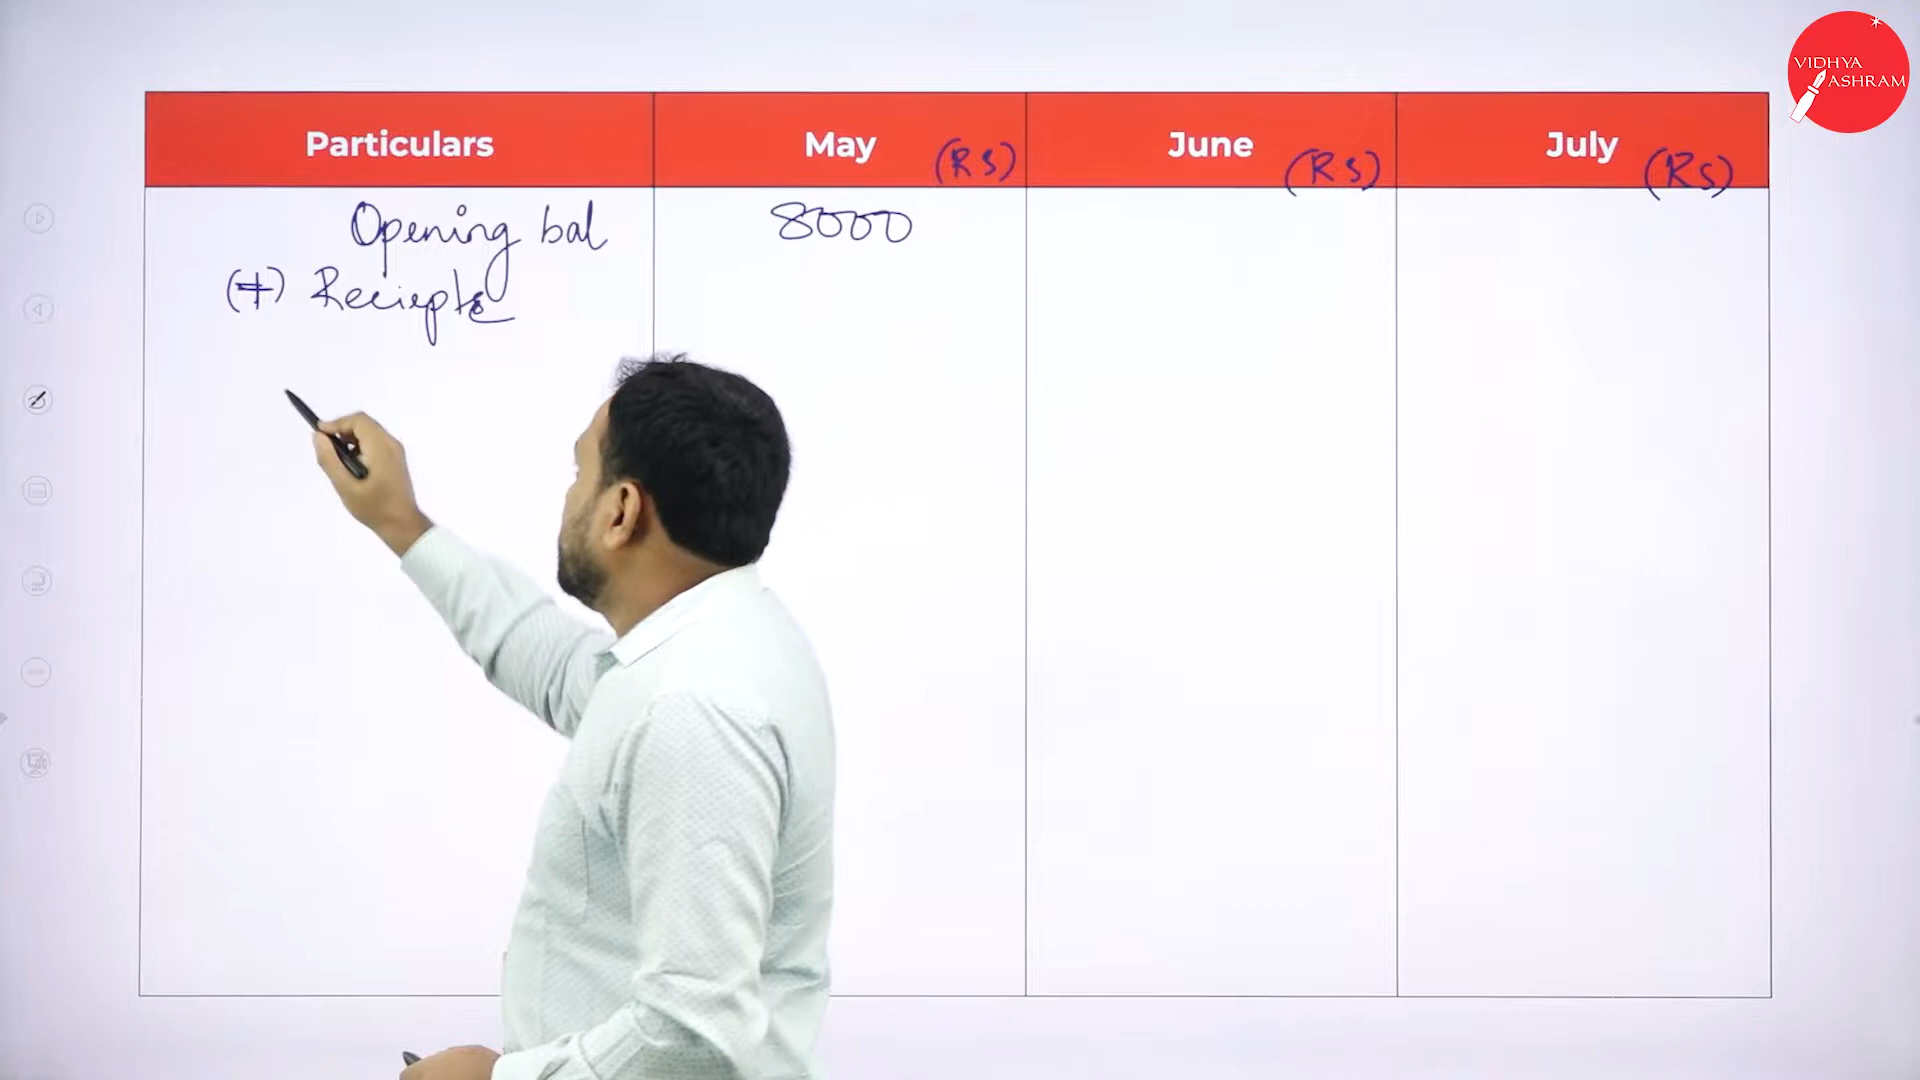 VIDHYA
ASHRAM
Particulars May (RS) June (RS) July (RS)
Opening bal 8000
(+) Reciepts